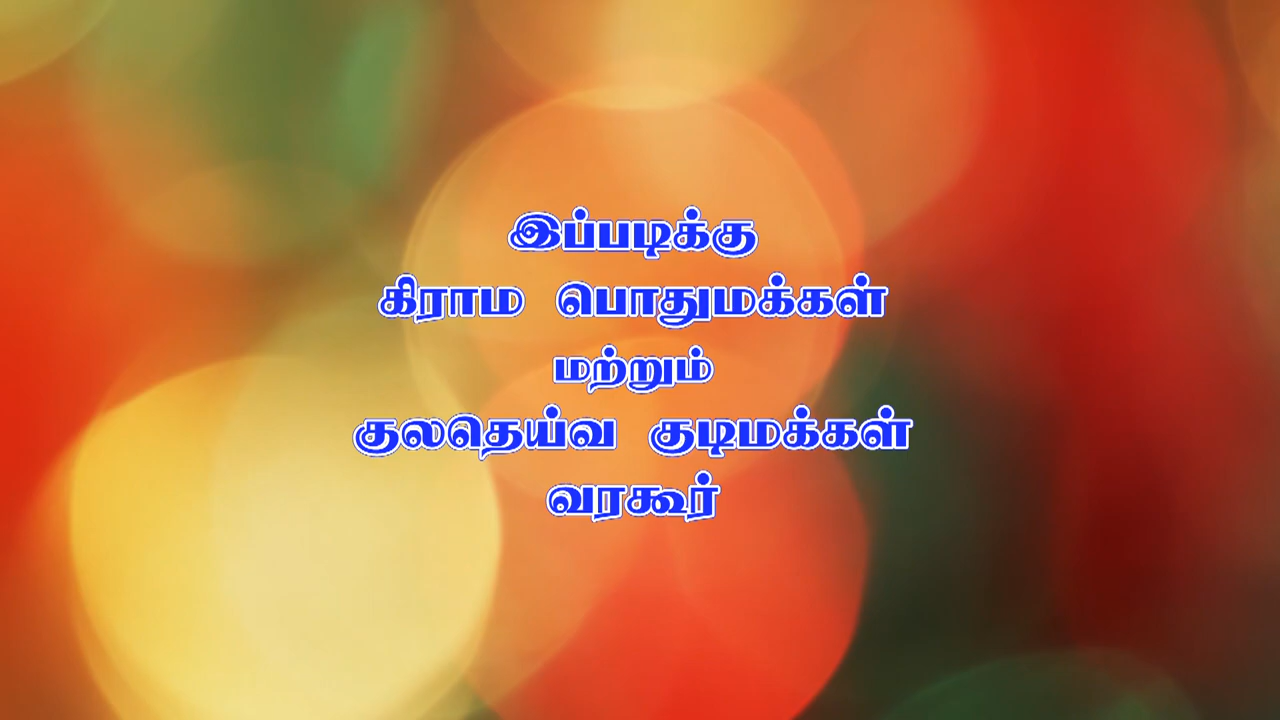 இப்படிக்கு
கிராம பொதுமக்கள்
மற்றும்
குலதெய்வ குடிமக்கள்
வரகூர்